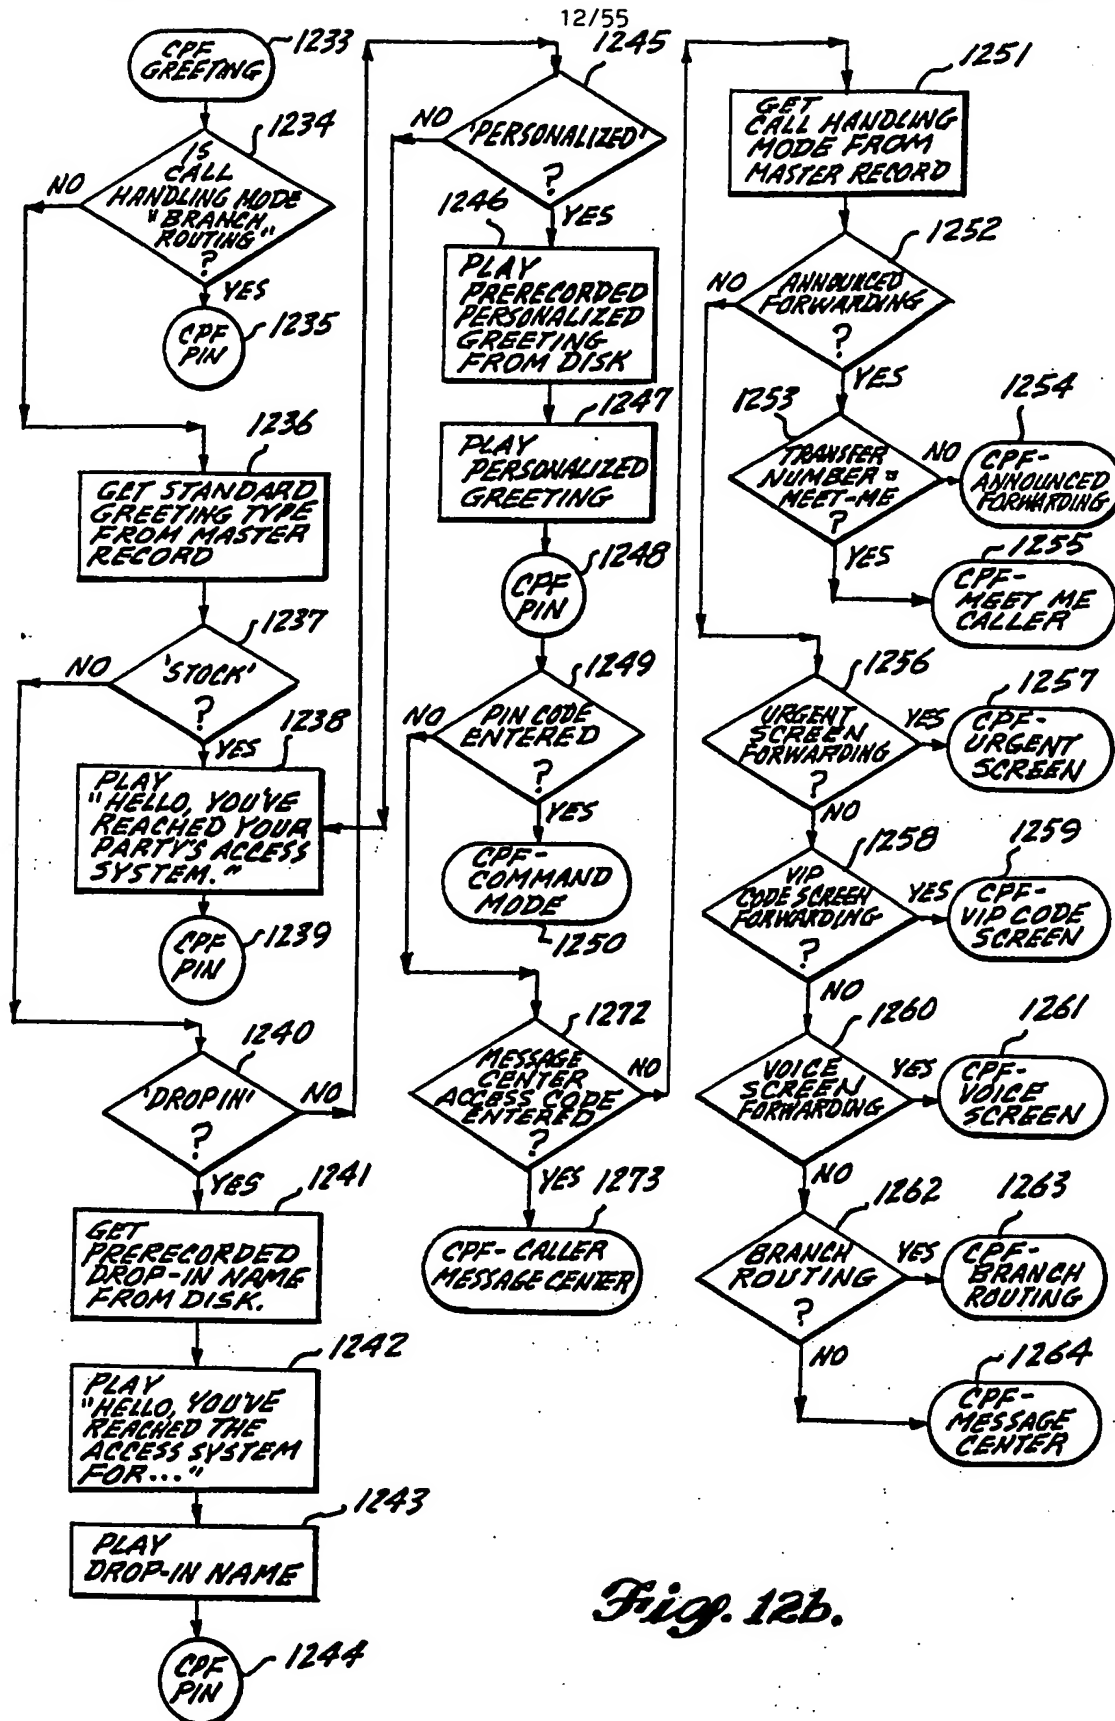 12/55
CPF
GREETING
1233
1234
IS
CALL
HANDLING MODE
"BRANCH
ROUTING"
?
NO
YES
CPF
PIN
1235
1236
GET STANDARD
GREETING TYPE
FROM MASTER
RECORD
1237
'STOCK'
?
NO
YES
1238
PLAY
"HELLO, YOU'VE
REACHED YOUR
PARTY'S ACCESS
SYSTEM."
CPF
PIN
1239
1240
'DROP IN'
?
NO
YES
1241
GET
PRERECORDED
DROP-IN NAME
FROM DISK.
1242
PLAY
"HELLO, YOU'VE
REACHED THE
ACCESS SYSTEM
FOR..."
1243
PLAY
DROP-IN NAME
CPF
PIN
1244
1245
'PERSONALIZED'
?
NO
YES
1246
PLAY
PRERECORDED
PERSONALIZED
GREETING
FROM DISK
1247
PLAY
PERSONALIZED
GREETING
1248
CPF
PIN
1249
PIN CODE
ENTERED
?
NO
YES
CPF-
COMMAND
MODE
1250
1272
MESSAGE
CENTER
ACCESS CODE
ENTERED
?
NO
YES
1273
CPF-CALLER
MESSAGE CENTER
1251
GET
CALL HANDLING
MODE FROM
MASTER RECORD
1252
ANNOUNCED
FORWARDING
?
NO
YES
1253
TRANSFER
NUMBER =
MEET-ME
?
NO
YES
1254
CPF-
ANNOUNCED
FORWARDING
1255
CPF-
MEET ME
CALLER
1256
URGENT
SCREEN
FORWARDING
?
YES
NO
1257
CPF-
URGENT
SCREEN
1258
VIP
CODE SCREEN
FORWARDING
?
YES
NO
1259
CPF-
VIP CODE
SCREEN
1260
VOICE
SCREEN
FORWARDING
?
YES
NO
1261
CPF-
VOICE
SCREEN
1262
BRANCH
ROUTING
?
YES
NO
1263
CPF-
BRANCH
ROUTING
1264
CPF-
MESSAGE
CENTER
Fig. 12b.